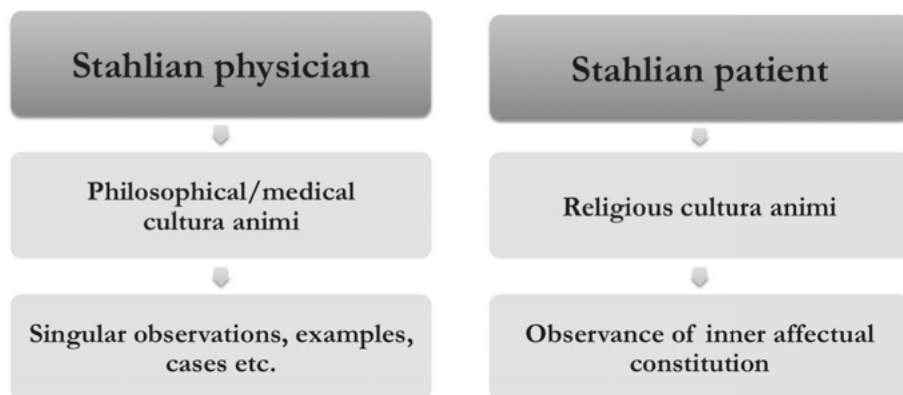 Stahlian physician
Philosophical/medical
cultura animi
Singular observations, examples,
cases etc.
Stahlian patient
Religious cultura animi
Observance of inner affectual
constitution